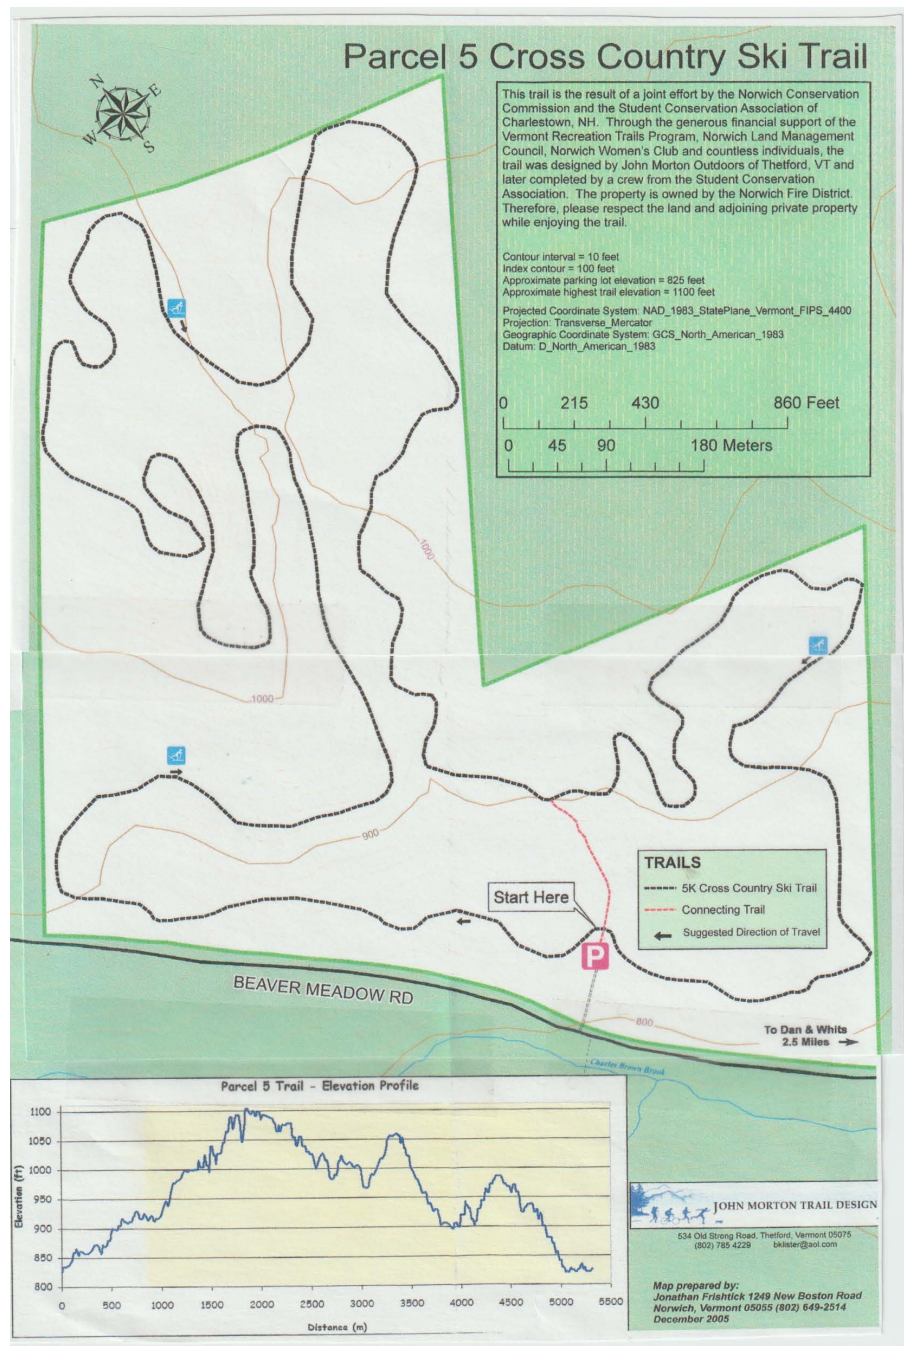 Parcel 5 Cross Country Ski Trail
N
E
W
S
This trail is the result of a joint effort by the Norwich Conservation
Commission and the Student Conservation Association of
Charlestown, NH. Through the generous financial support of the
Vermont Recreation Trails Program, Norwich Land Management
Council, Norwich Women's Club and countless individuals, the
trail was designed by John Morton Outdoors of Thetford, VT and
later completed by a crew from the Student Conservation
Association. The property is owned by the Norwich Fire District.
Therefore, please respect the land and adjoining private property
while enjoying the trail.
Contour interval = 10 feet
Index contour = 100 feet
Approximate parking lot elevation = 825 feet
Approximate highest trail elevation = 1100 feet
Projected Coordinate System: NAD_1983_StatePlane_Vermont_FIPS_4400
Projection: Transverse_Mercator
Geographic Coordinate System: GCS_North_American_1983
Datum: D_North_American_1983
0 215 430 860 Feet
0 45 90 180 Meters
1000
1000
900
TRAILS
5K Cross Country Ski Trail
Connecting Trail
Suggested Direction of Travel
Start Here
P
BEAVER MEADOW RD
800
To Dan & Whits
2.5 Miles
Charles Brown Brook
Parcel 5 Trail - Elevation Profile
Elevation (ft)
1100
1050
1000
950
900
850
800
0 500 1000 1500 2000 2500 3000 3500 4000 4500 5000 5500
Distance (m)
JOHN MORTON TRAIL DESIGN
534 Old Strong Road, Thetford, Vermont 05075
(802) 785 4229 bklister@aol.com
Map prepared by:
Jonathan Frishtick 1249 New Boston Road
Norwich, Vermont 05055 (802) 649-2514
December 2005